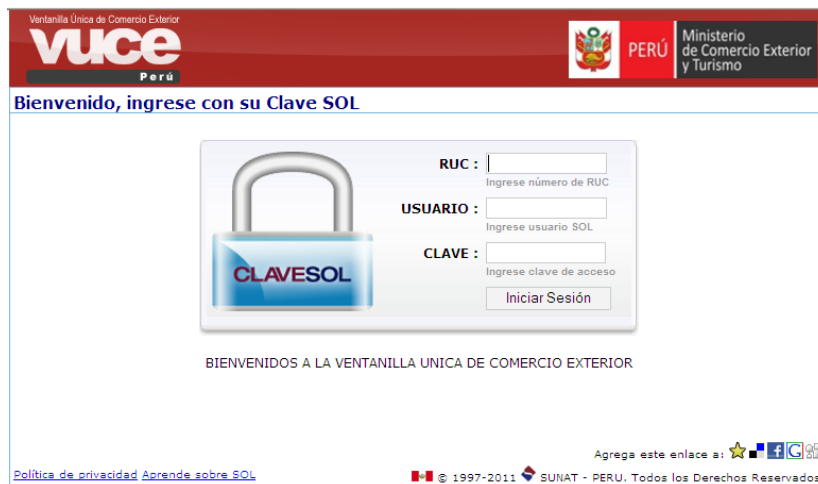 Ventanilla Única de Comercio Exterior
vuce
Perú
PERÚ
Ministerio
de Comercio Exterior
y Turismo
Bienvenido, ingrese con su Clave SOL
RUC :
Ingrese número de RUC
USUARIO :
Ingrese usuario SOL
CLAVE :
Ingrese clave de acceso
CLAVESOL
Iniciar Sesión
BIENVENIDOS A LA VENTANILLA UNICA DE COMERCIO EXTERIOR
Agrega este enlace a:
Política de privacidad Aprende sobre SOL
© 1997-2011 SUNAT - PERU. Todos los Derechos Reservados